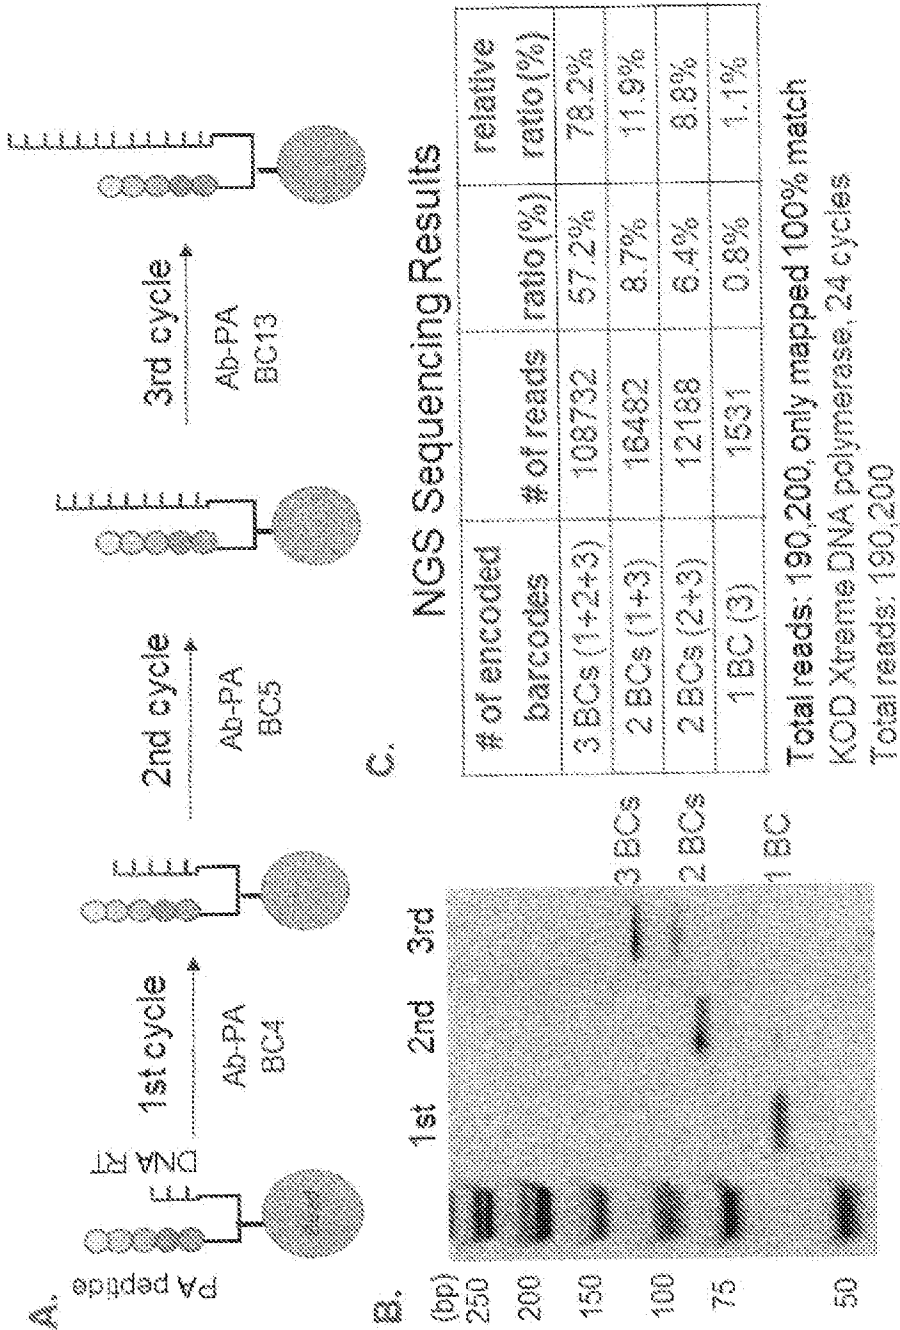 A.
PA peptide
DNA RT
1st cycle
Ab-PA
BC4
2nd cycle
Ab-PA
BC5
3rd cycle
Ab-PA
BC13
B.
(bp)
250
200
150
100
75
50
1st 2nd 3rd
3 BCs
2 BCs
1 BC
C.
NGS Sequencing Results
# of encoded barcodes # of reads ratio(%) relative ratio(%)
3 BCs (1+2+3) 108732 57.2% 78.2%
2 BCs (1+3) 16482 8.7% 11.9%
2 BCs (2+3) 12188 6.4% 8.8%
1 BC (3) 1531 0.8% 1.1%
Total reads: 190,200, only mapped 100% match
KOD Xtreme DNA polymerase, 24 cycles
Total reads: 190,200